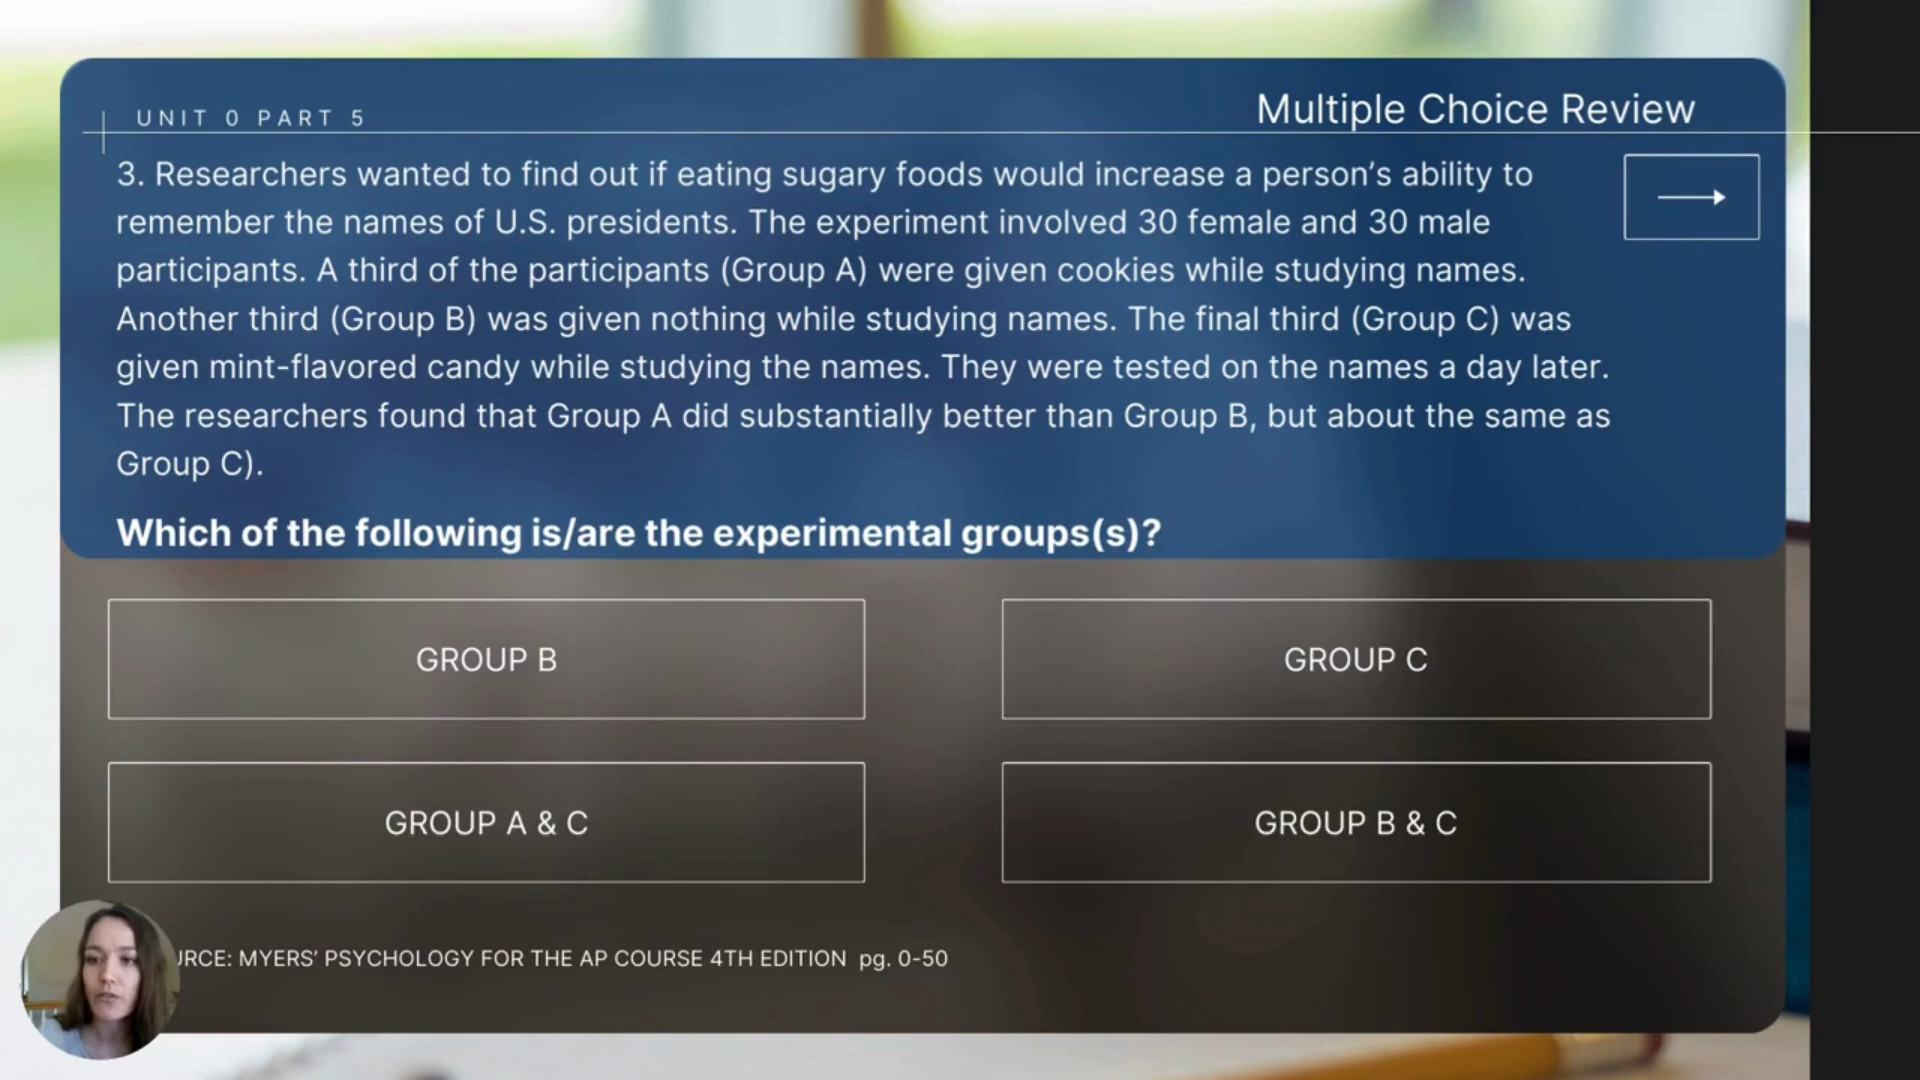 UNIT 0 PART 5
Multiple Choice Review
3. Researchers wanted to find out if eating sugary foods would increase a person’s ability to
remember the names of U.S. presidents. The experiment involved 30 female and 30 male
participants. A third of the participants (Group A) were given cookies while studying names.
Another third (Group B) was given nothing while studying names. The final third (Group C) was
given mint-flavored candy while studying the names. They were tested on the names a day later.
The researchers found that Group A did substantially better than Group B, but about the same as
Group C).
Which of the following is/are the experimental groups(s)?
GROUP B
GROUP C
GROUP A & C
GROUP B & C
URCE: MYERS’ PSYCHOLOGY FOR THE AP COURSE 4TH EDITION pg. 0-50